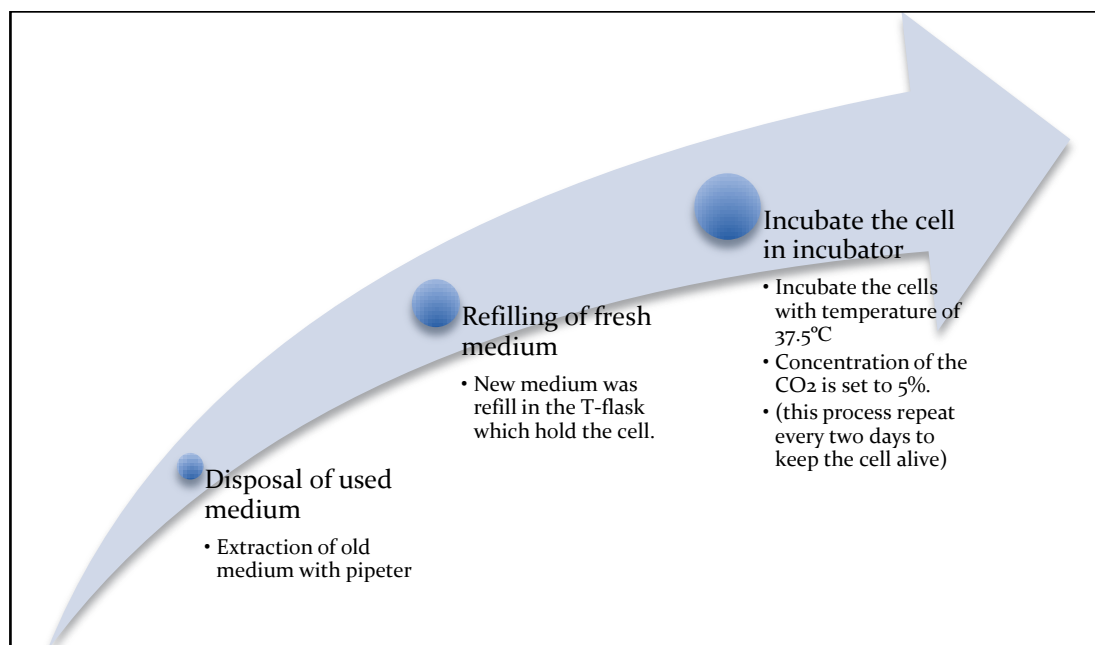 Disposal of used
medium
• Extraction of old
medium with pipeter
Refilling of fresh
medium
• New medium was
refill in the T-flask
which hold the cell.
Incubate the cell
in incubator
• Incubate the cells
with temperature of
37.5°C
• Concentration of the
CO2 is set to 5%.
• (this process repeat
every two days to
keep the cell alive)